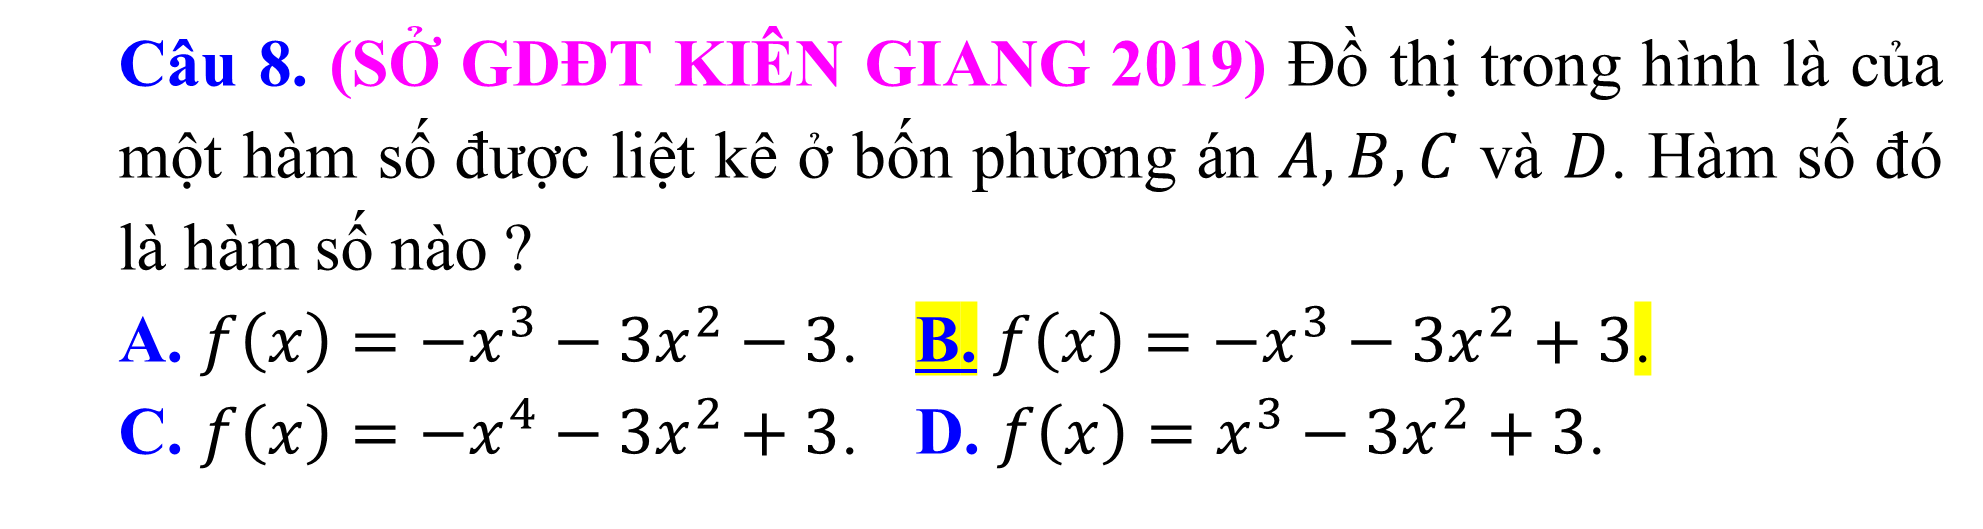 Câu 8. (SỞ GDĐT KIÊN GIANG 2019) Đồ thị trong hình là của
một hàm số được liệt kê ở bốn phương án A, B, C và D. Hàm số đó
là hàm số nào ?
A. f(x) = −x³ − 3x² − 3. B. f(x) = −x³ − 3x² + 3.
C. f(x) = −x⁴ − 3x² + 3. D. f(x) = x³ − 3x² + 3.